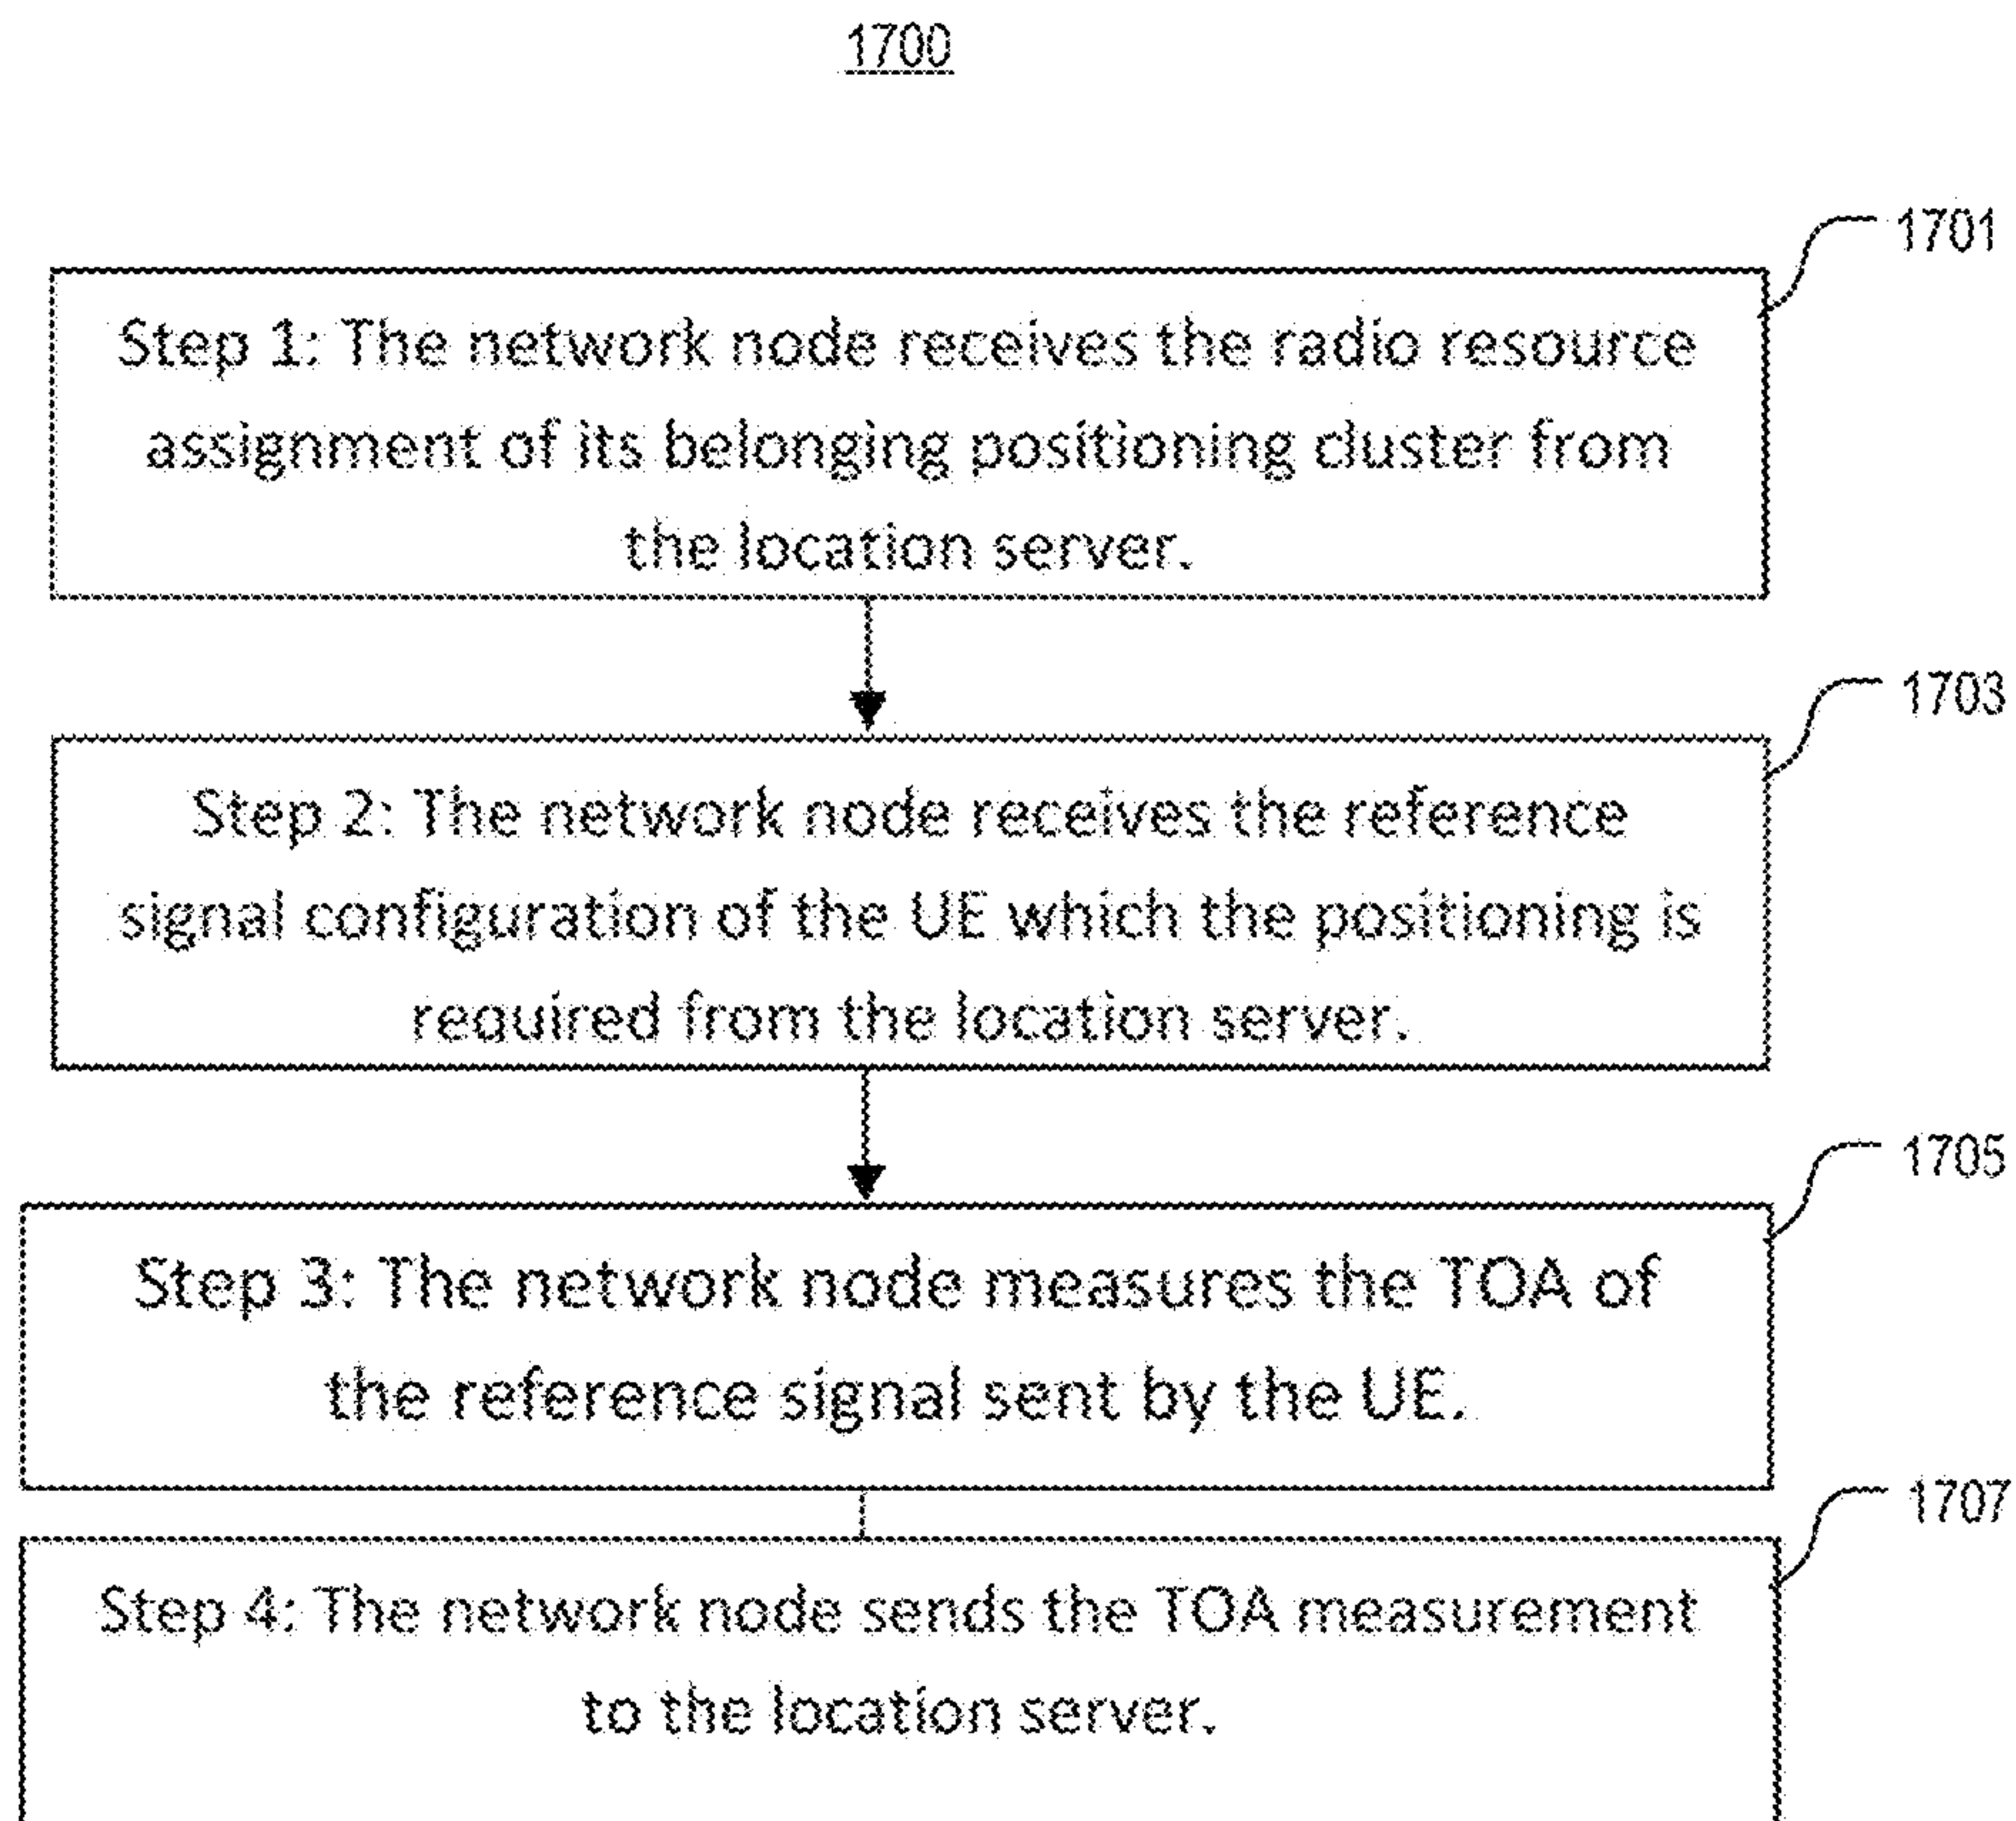 1700
1701
Step 1: The network node receives the radio resource
assignment of its belonging positioning cluster from
the location server.
1703
Step 2: The network node receives the reference
signal configuration of the UE which the positioning is
required from the location server.
1705
Step 3: The network node measures the TOA of
the reference signal sent by the UE.
1707
Step 4: The network node sends the TOA measurement
to the location server.